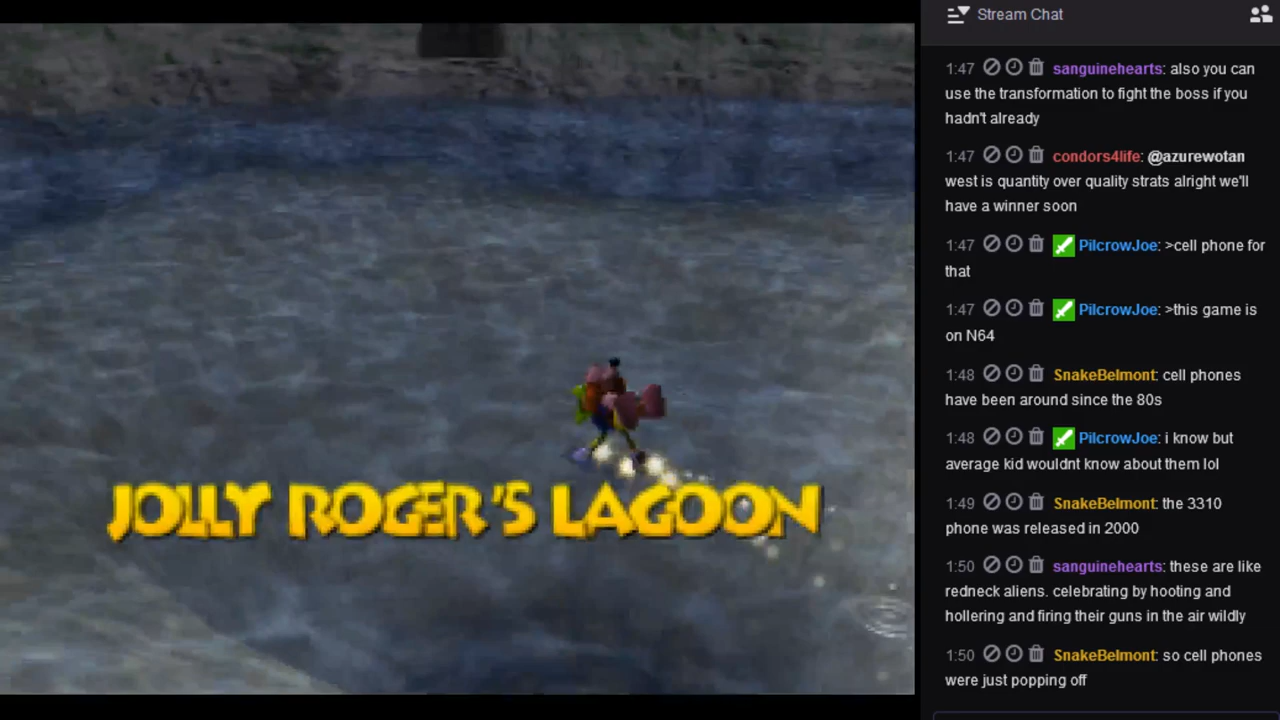 Stream Chat
1:47 sanguinehearts: also you can
use the transformation to fight the boss if you
hadn't already
1:47 condors4life: @azurewotan
west is quantity over quality strats alright we'll
have a winner soon
1:47 PilcrowJoe: >cell phone for
that
1:47 PilcrowJoe: >this game is
on N64
1:48 SnakeBelmont: cell phones
have been around since the 80s
1:48 PilcrowJoe: i know but
average kid wouldnt know about them lol
1:49 SnakeBelmont: the 3310
phone was released in 2000
1:50 sanguinehearts: these are like
redneck aliens. celebrating by hooting and
hollering and firing their guns in the air wildly
1:50 SnakeBelmont: so cell phones
were just popping off
JOLLY ROGER'S LAGOON